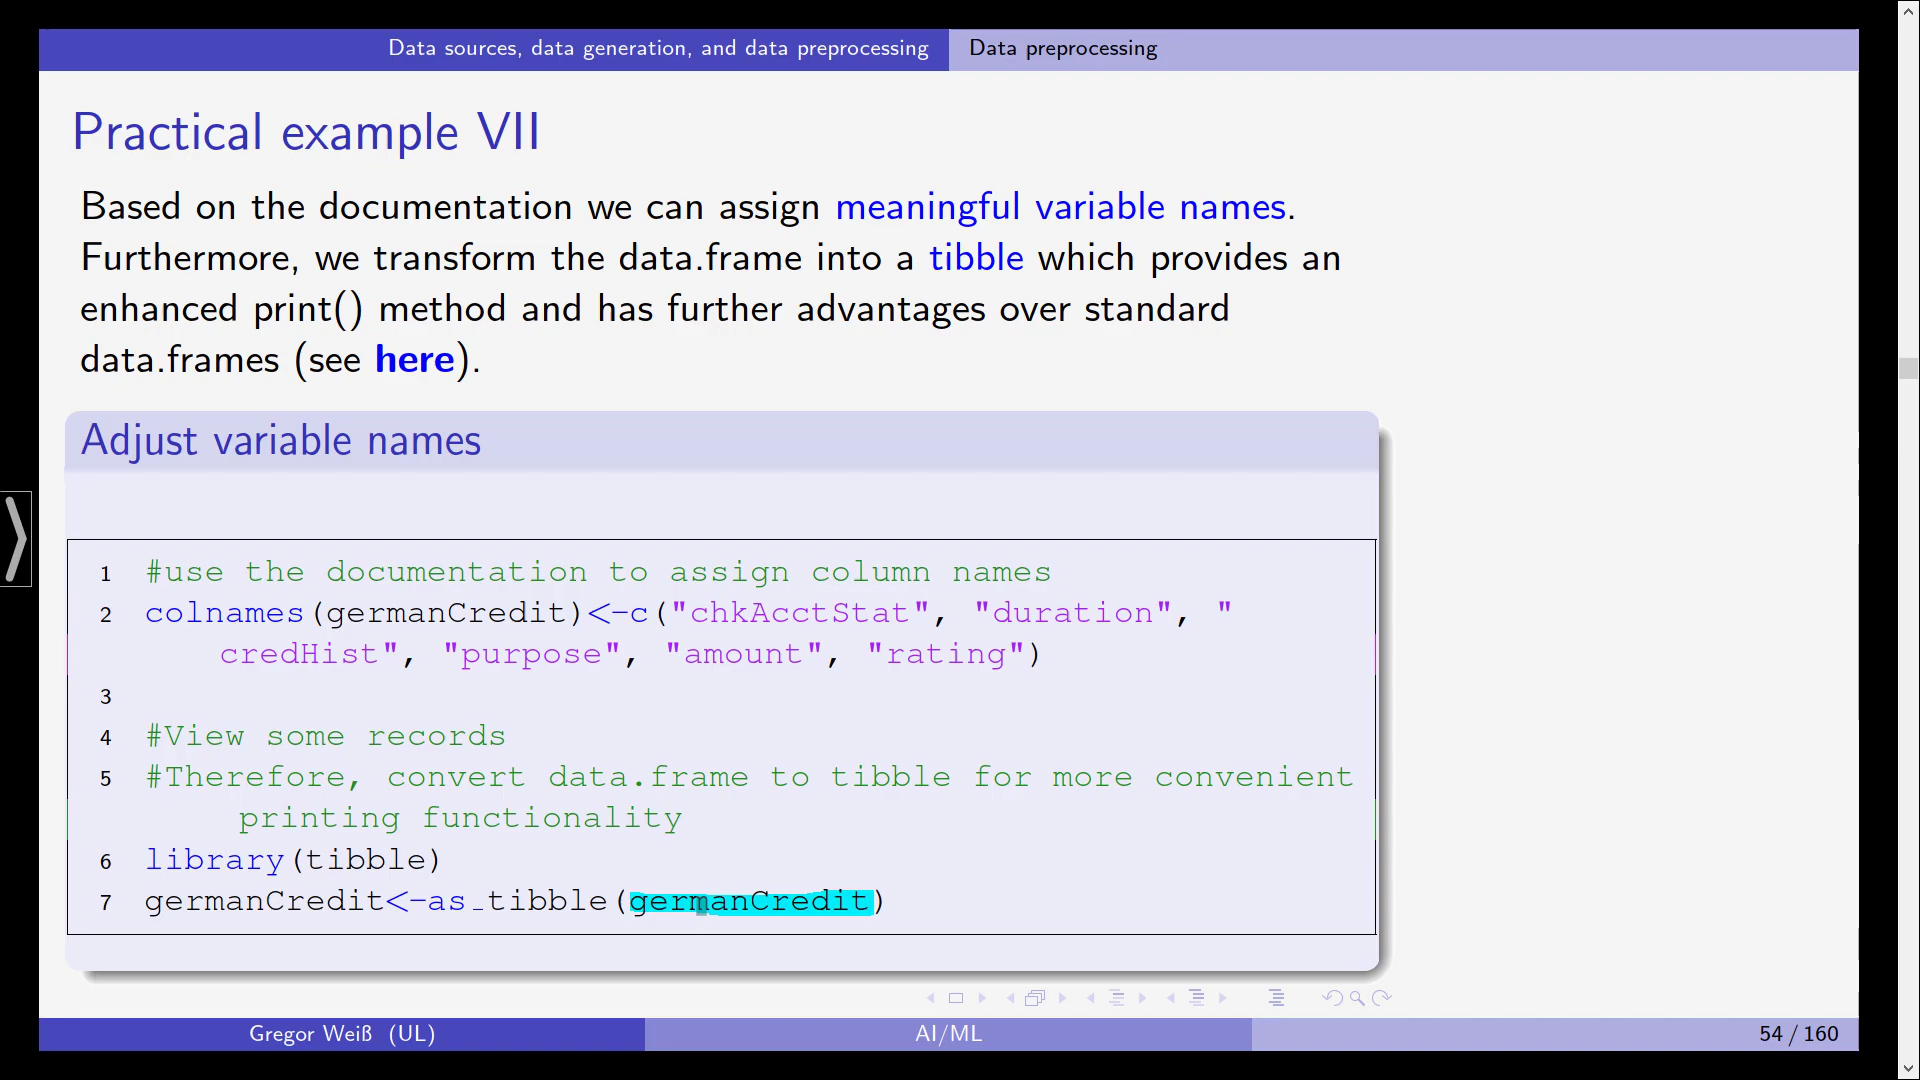 Data sources, data generation, and data preprocessing Data preprocessing
Practical example VII
Based on the documentation we can assign meaningful variable names.
Furthermore, we transform the data.frame into a tibble which provides an
enhanced print() method and has further advantages over standard
data.frames (see here).
Adjust variable names
1 #use the documentation to assign column names
2 colnames(germanCredit)<-c("chkAcctStat", "duration", "
credHist", "purpose", "amount", "rating")
3
4 #View some records
5 #Therefore, convert data.frame to tibble for more convenient
printing functionality
6 library(tibble)
7 germanCredit<-as_tibble(germanCredit)
Gregor Weiß (UL) AI/ML 54 / 160